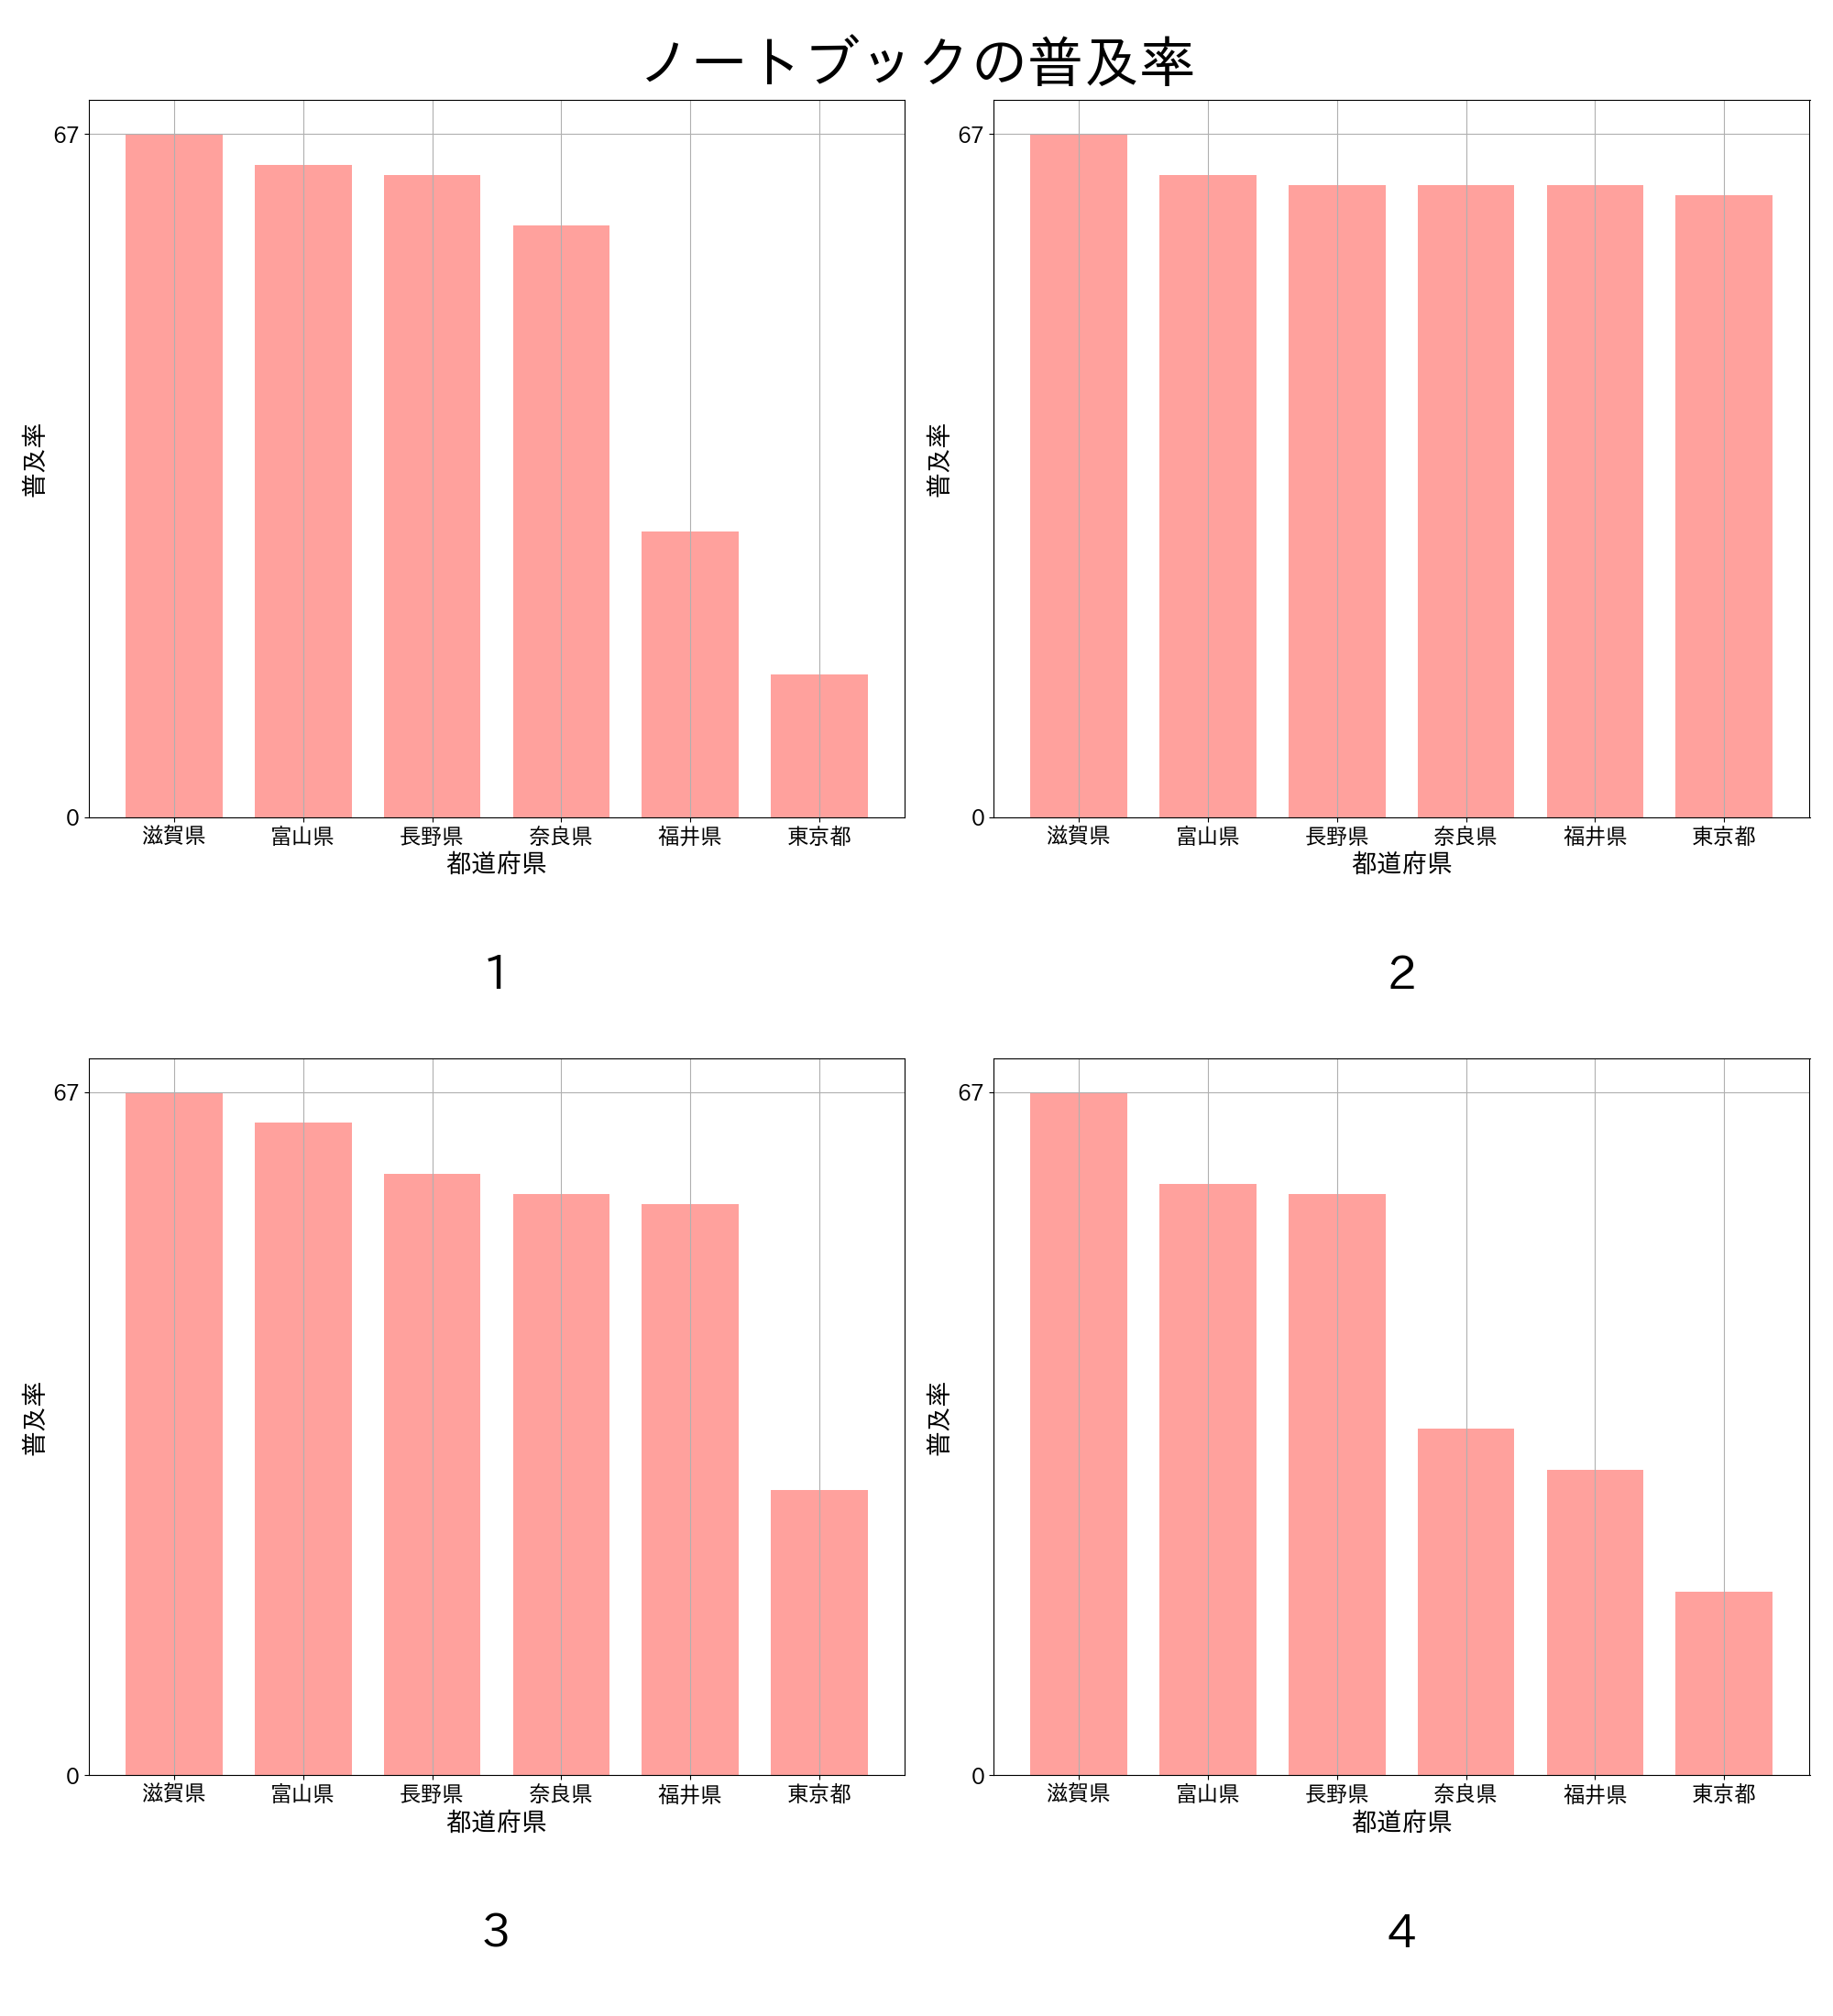 ノートブックの普及率
67
0
普及率
滋賀県 富山県 長野県 奈良県 福井県 東京都
都道府県
1
67
0
普及率
滋賀県 富山県 長野県 奈良県 福井県 東京都
都道府県
2
67
0
普及率
滋賀県 富山県 長野県 奈良県 福井県 東京都
都道府県
3
67
0
普及率
滋賀県 富山県 長野県 奈良県 福井県 東京都
都道府県
4